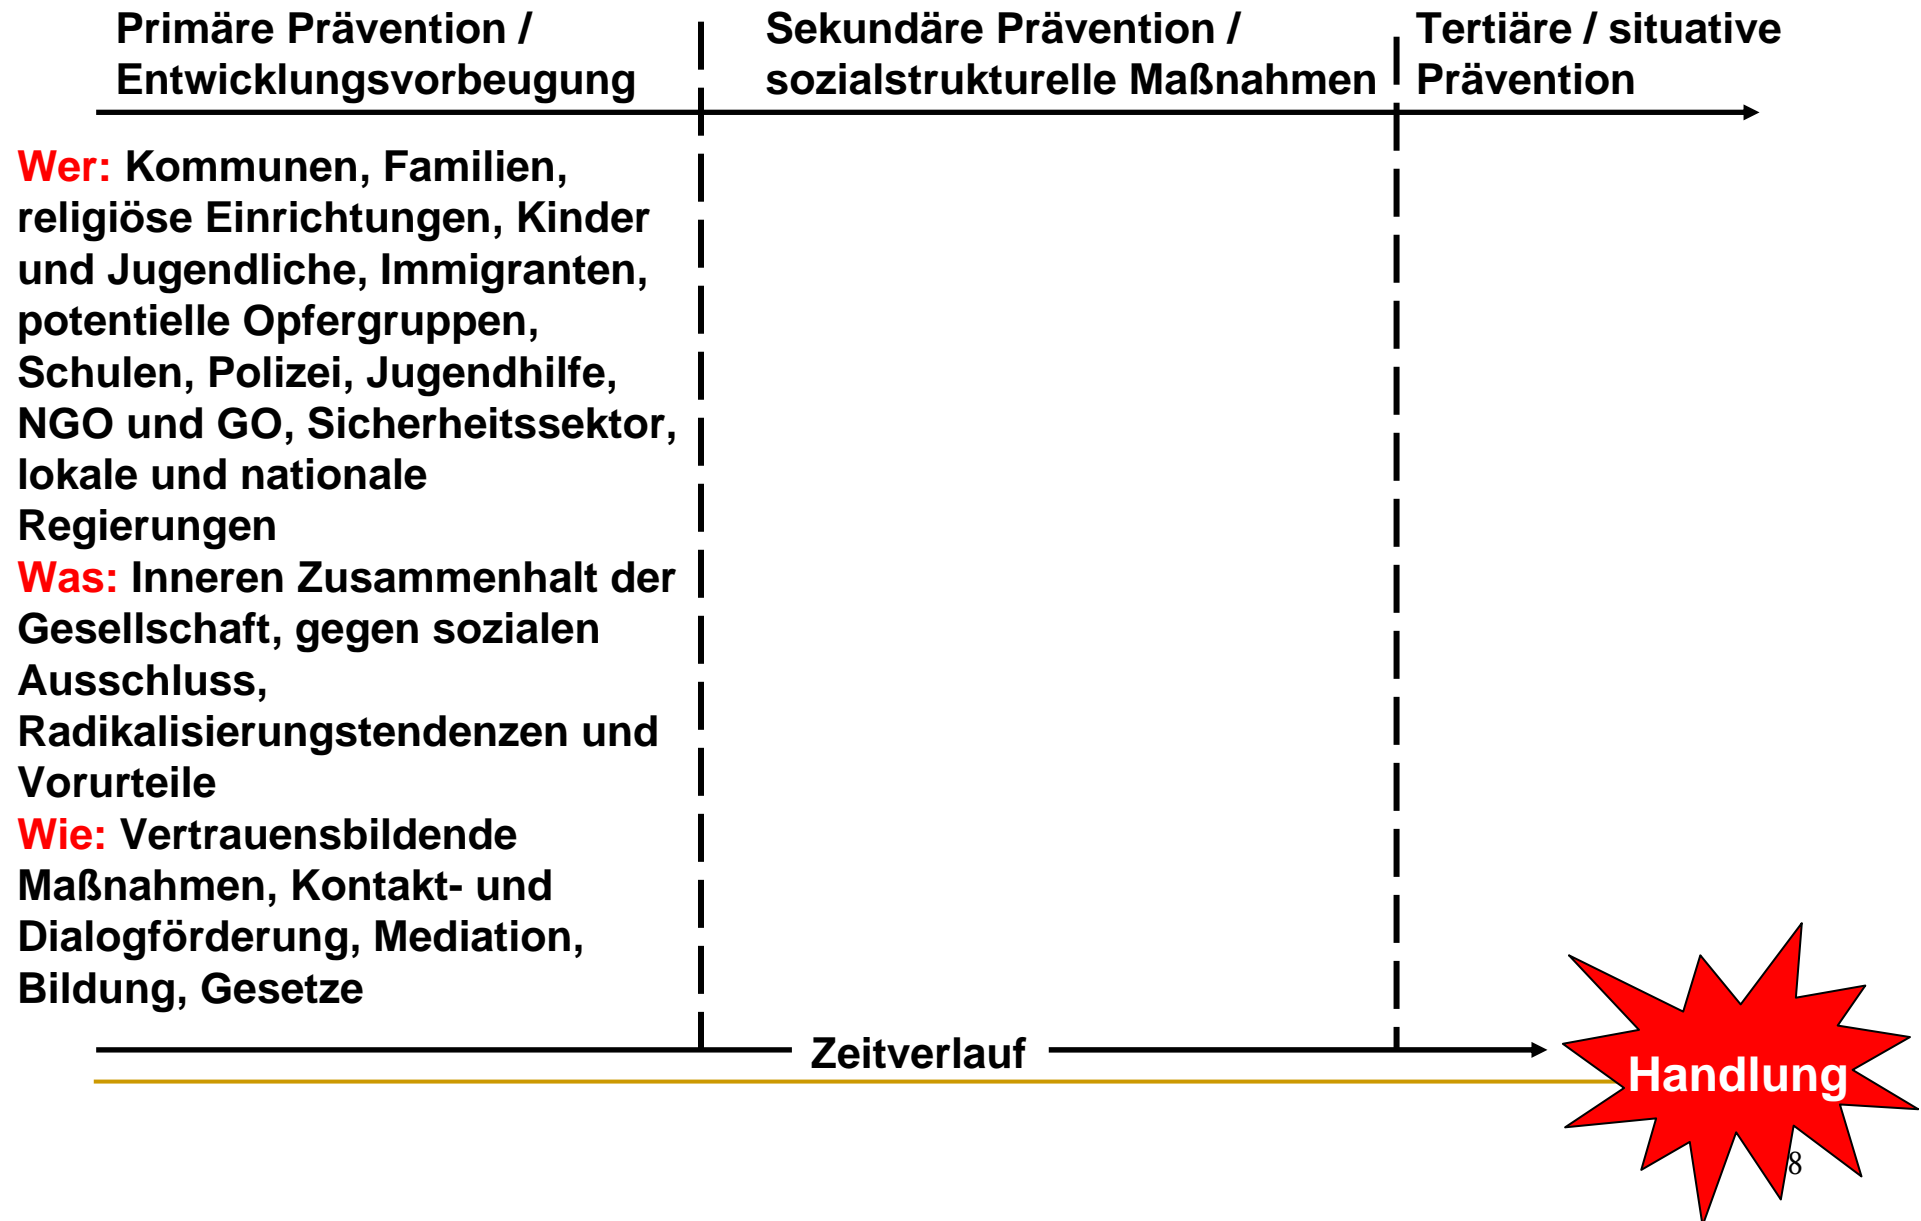 Primäre Prävention /
Entwicklungsvorbeugung
Sekundäre Prävention /
sozialstrukturelle Maßnahmen
Tertiäre / situative
Prävention
Wer: Kommunen, Familien,
religiöse Einrichtungen, Kinder
und Jugendliche, Immigranten,
potentielle Opfergruppen,
Schulen, Polizei, Jugendhilfe,
NGO und GO, Sicherheitssektor,
lokale und nationale
Regierungen
Was: Inneren Zusammenhalt der
Gesellschaft, gegen sozialen
Ausschluss,
Radikalisierungstendenzen und
Vorurteile
Wie: Vertrauensbildende
Maßnahmen, Kontakt- und
Dialogförderung, Mediation,
Bildung, Gesetze
Zeitverlauf
Handlung
8